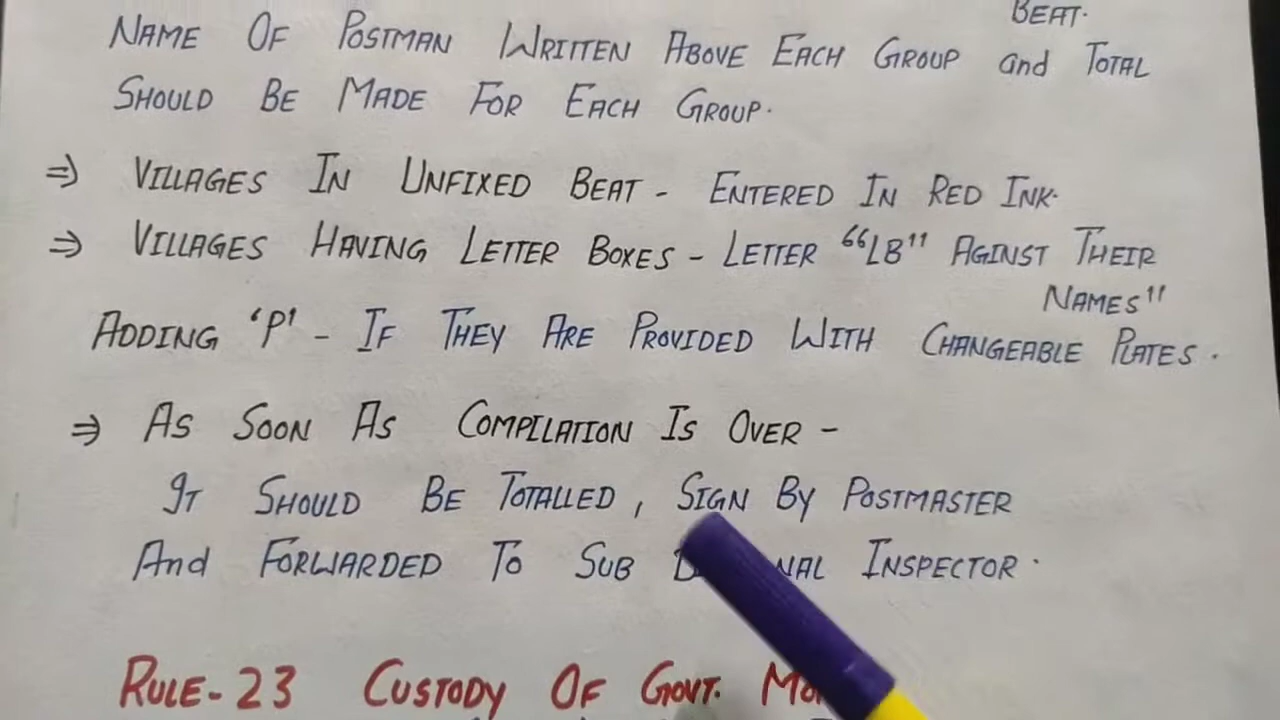 BEAT.
NAME OF POSTMAN WRITTEN ABOVE EACH GROUP and TOTAL
SHOULD BE MADE FOR EACH GROUP.
⇒ VILLAGES IN UNFIXED BEAT - ENTERED IN RED INK.
⇒ VILLAGES HAVING LETTER BOXES - LETTER "LB" AGINST THEIR
NAMES"
ADDING 'P' - IF THEY ARE PROVIDED WITH CHANGEABLE PLATES.
⇒ AS SOON AS COMPILATION IS OVER -
IT SHOULD BE TOTALLED, SIGN BY POSTMASTER
And FORWARDED TO SUB INSPECTOR.
RULE-23 CUSTODY OF GOVT.